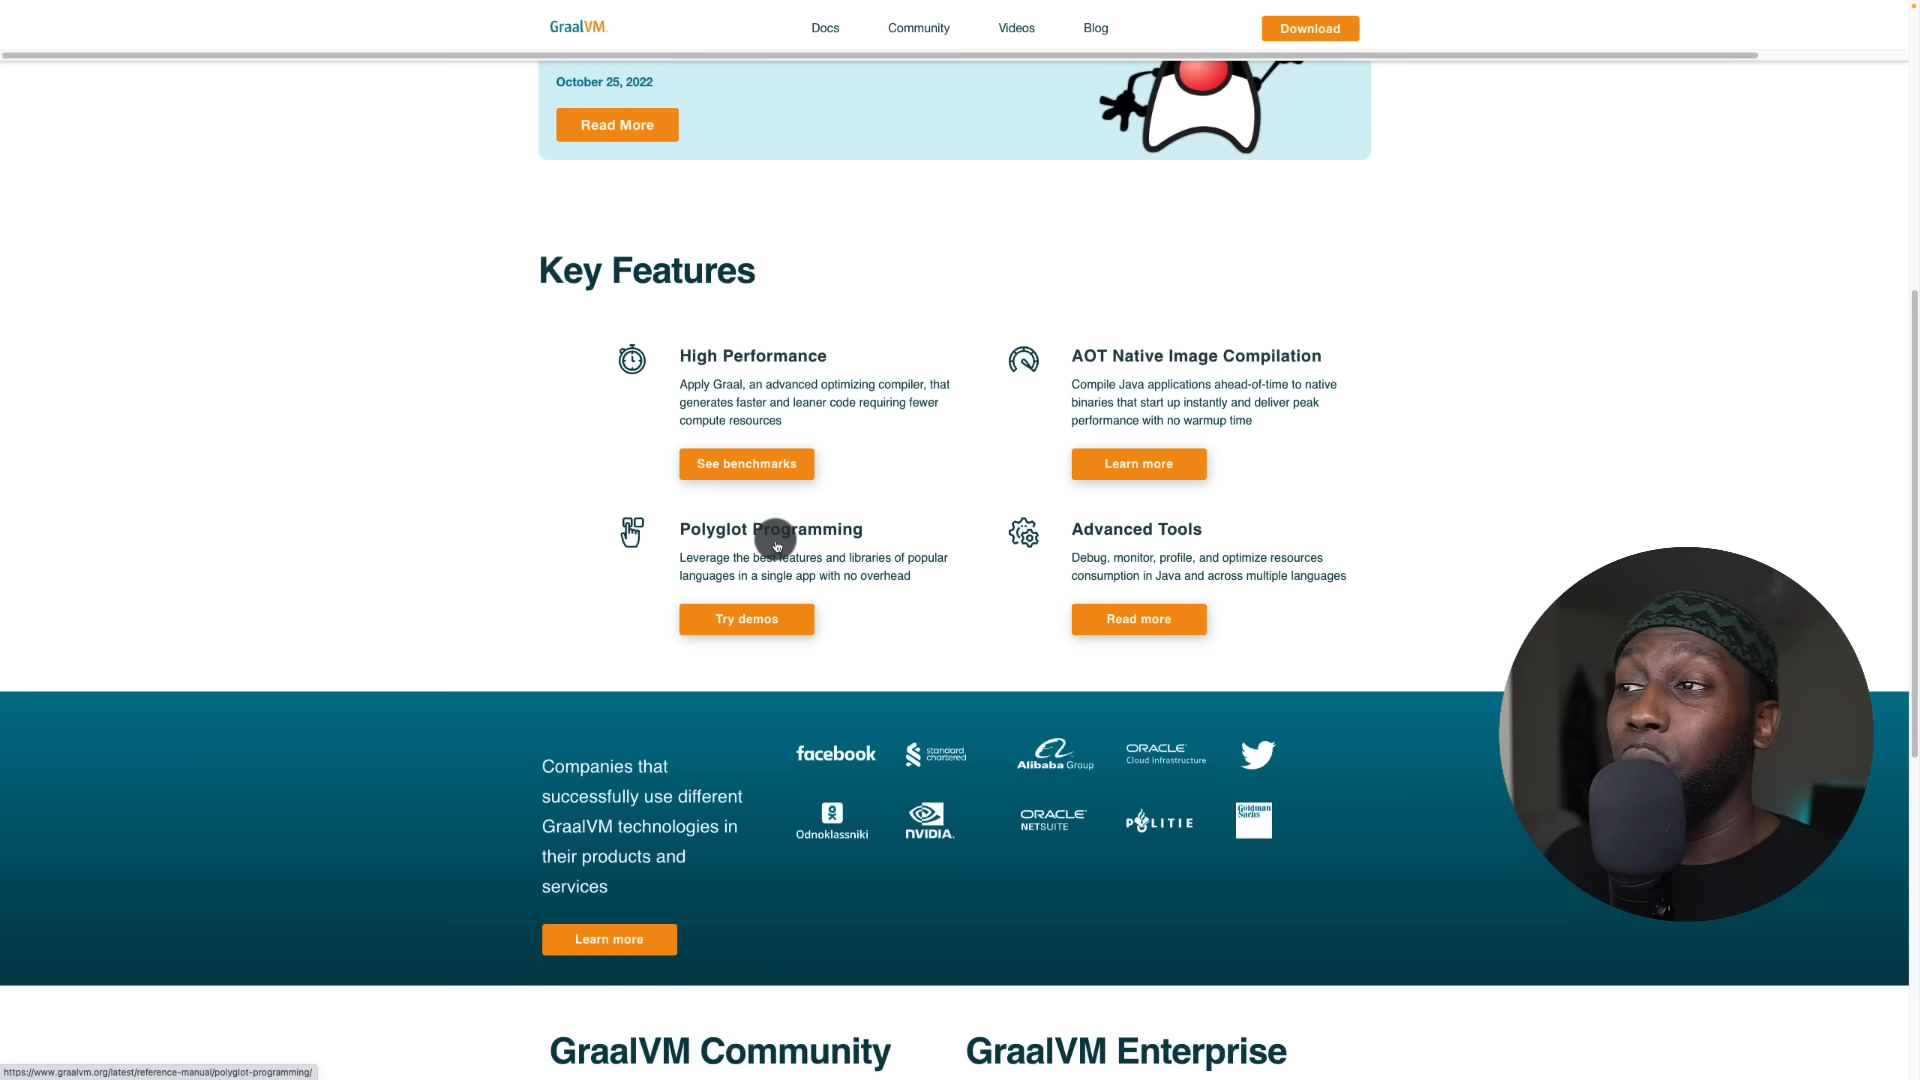 GraalVM
Docs
Community
Videos
Blog
Download
October 25, 2022
Read More
Key Features
High Performance
Apply Graal, an advanced optimizing compiler, that
generates faster and leaner code requiring fewer
compute resources
See benchmarks
AOT Native Image Compilation
Compile Java applications ahead-of-time to native
binaries that start up instantly and deliver peak
performance with no warmup time
Learn more
Polyglot Programming
Leverage the best features and libraries of popular
languages in a single app with no overhead
Try demos
Advanced Tools
Debug, monitor, profile, and optimize resources
consumption in Java and across multiple languages
Read more
Companies that
successfully use different
GraalVM technologies in
their products and
services
Learn more
facebook
standard
chartered
Alibaba Group
ORACLE
Cloud Infrastructure
Odnoklassniki
NVIDIA.
ORACLE
NETSUITE
POLITIE
Goldman
Sachs
GraalVM Community
GraalVM Enterprise
https://www.graalvm.org/latest/reference-manual/polyglot-programming/